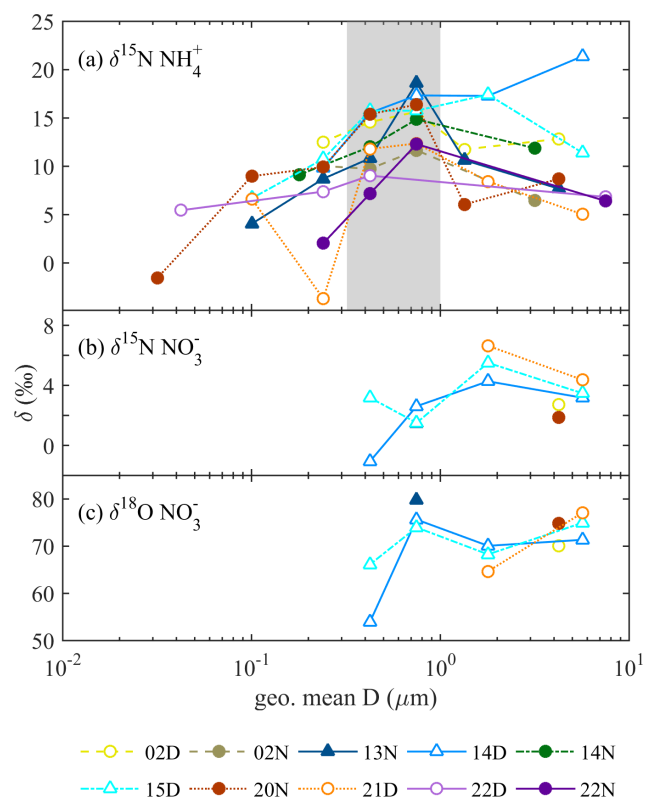 25
(a) δ¹⁵N NH₄⁺
20
15
10
5
0
8
(b) δ¹⁵N NO₃⁻
4
0
δ (‰)
80
(c) δ¹⁸O NO₃⁻
70
60
50
10⁻² 10⁻¹ 10⁰ 10¹
geo. mean D (μm)
02D 02N 13N 14D 14N
15D 20N 21D 22D 22N